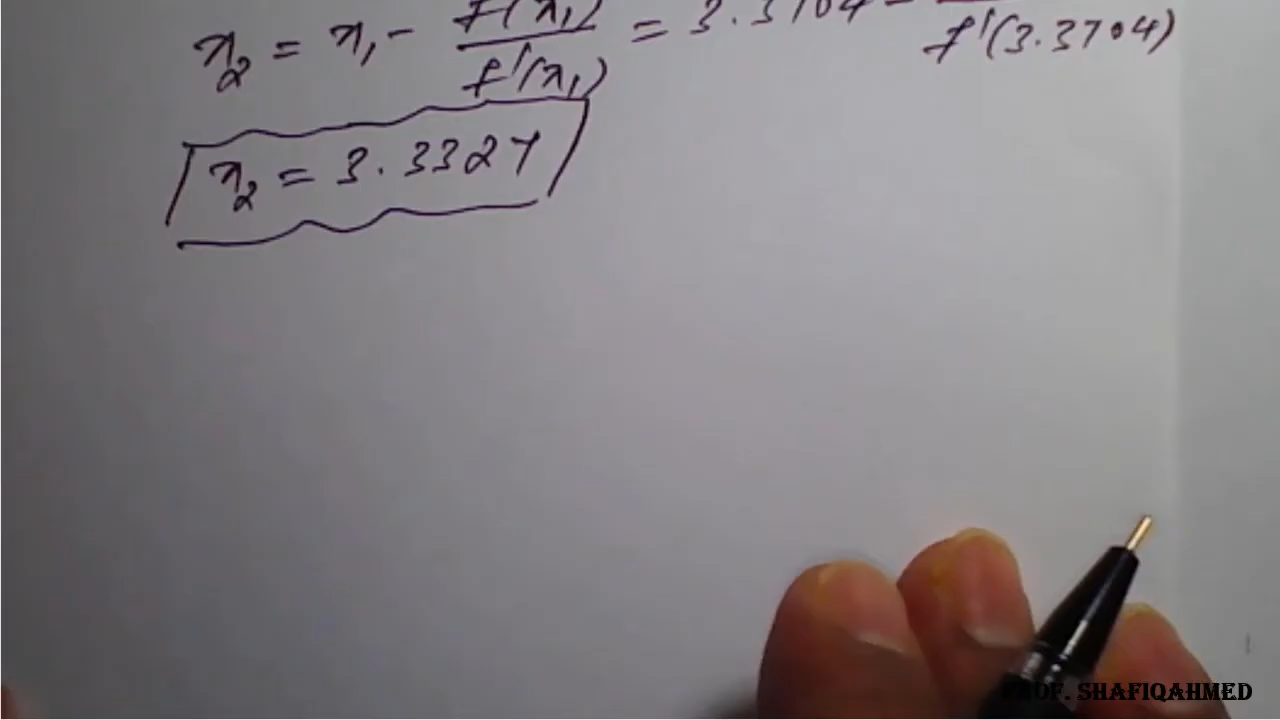 x₂ = x₁ - f(x₁) / f'(x₁) = 3.3704 - / f'(3.3704)
x₂ = 3.3327
PROF. SHAFIQAHMED